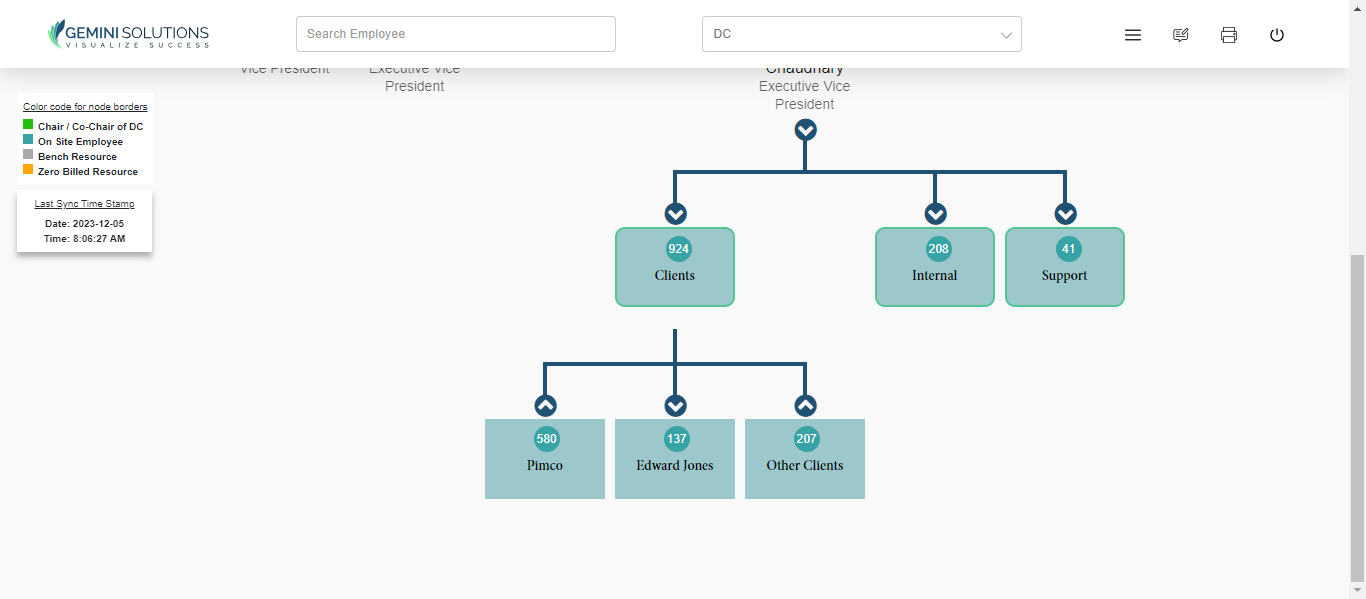 GEMINI SOLUTIONS
VISUALIZE SUCCESS
Search Employee
DC
Vice President
Executive Vice
President
Chaudhary
Executive Vice
President
Color code for node borders
Chair / Co-Chair of DC
On Site Employee
Bench Resource
Zero Billed Resource
Last Sync Time Stamp
Date: 2023-12-05
Time: 8:06:27 AM
924
Clients
208
Internal
41
Support
580
Pimco
137
Edward Jones
207
Other Clients